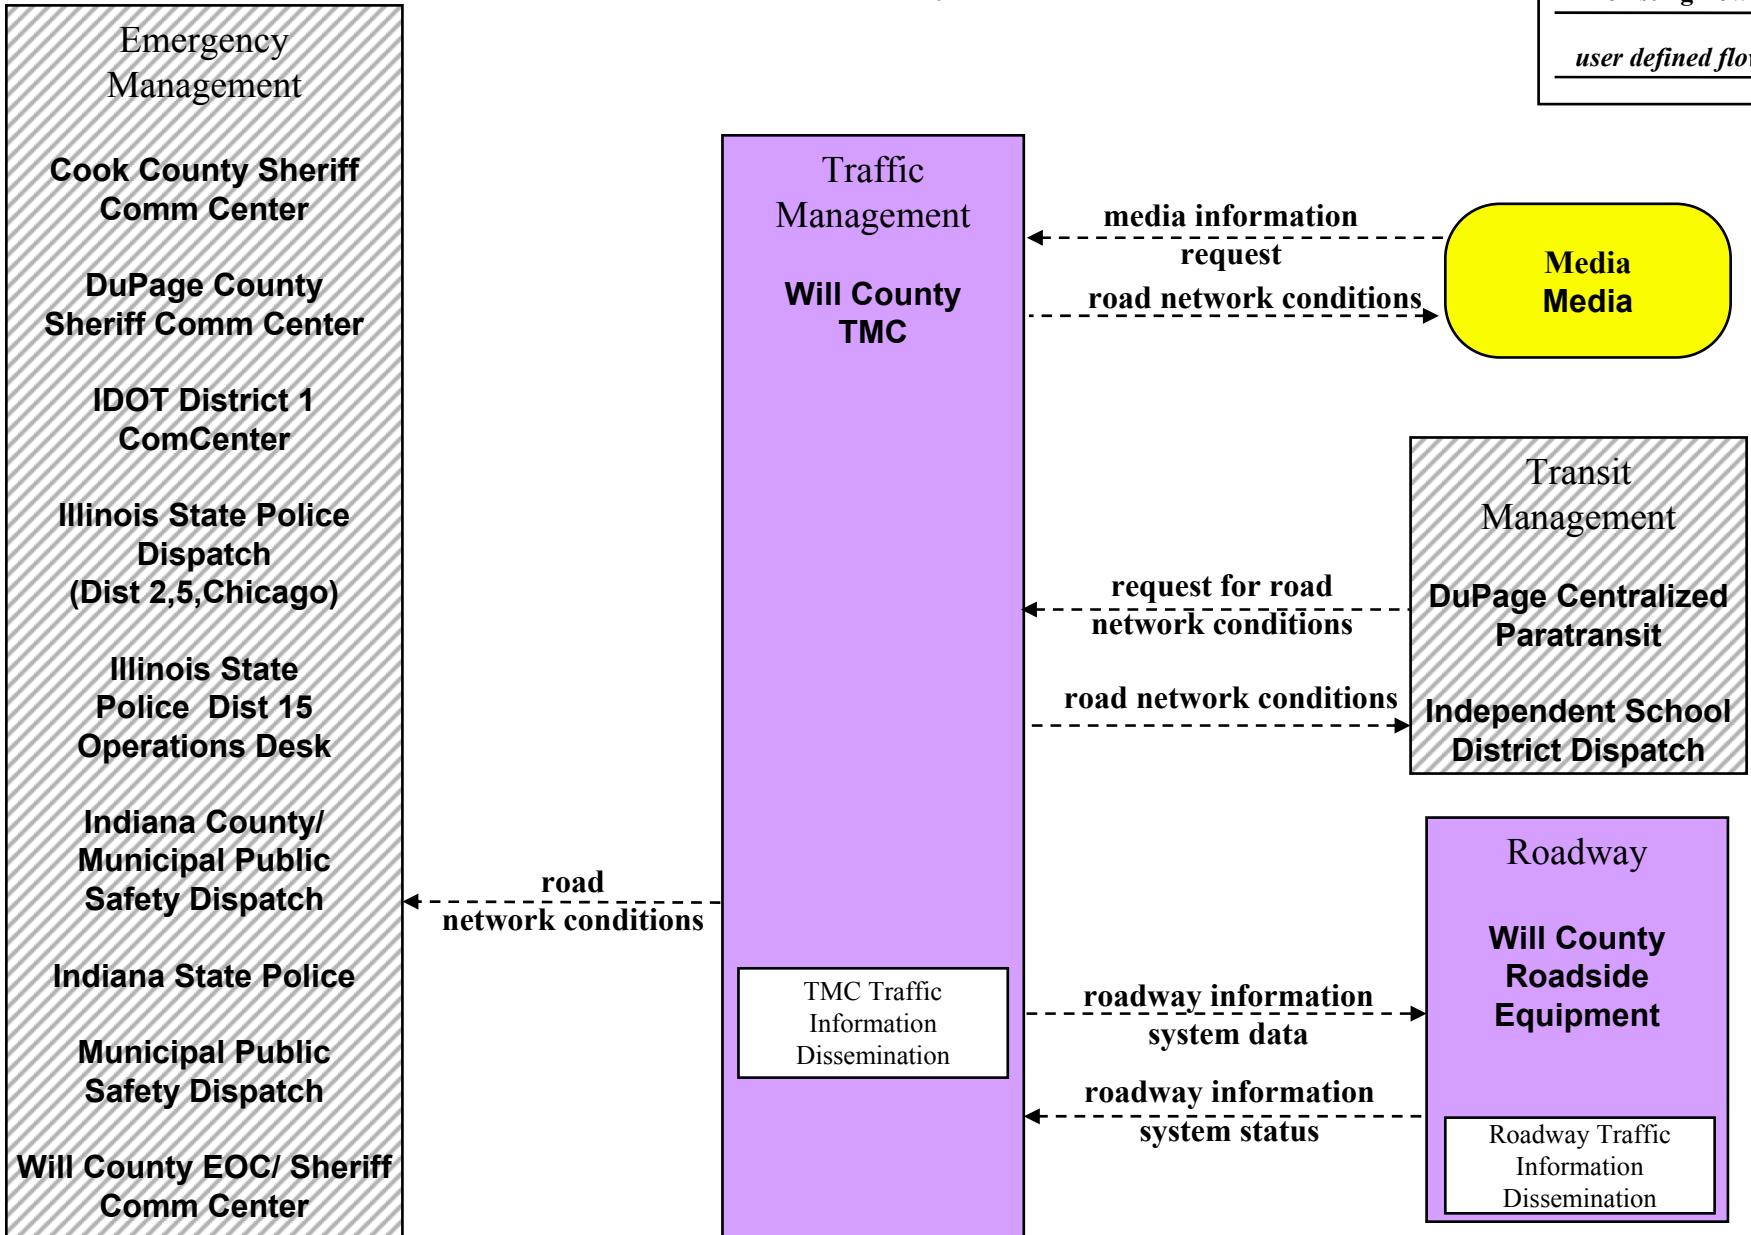 user defined flo
Emergency
Management
Cook County Sheriff
Comm Center
DuPage County
Sheriff Comm Center
IDOT District 1
ComCenter
Illinois State Police
Dispatch
(Dist 2,5,Chicago)
Illinois State
Police Dist 15
Operations Desk
Indiana County/
Municipal Public
Safety Dispatch
Indiana State Police
Municipal Public
Safety Dispatch
Will County EOC/ Sheriff
Comm Center
road
network conditions
Traffic
Management
Will County
TMC
TMC Traffic
Information
Dissemination
media information
request
road network conditions
Media
Media
request for road
network conditions
road network conditions
Transit
Management
DuPage Centralized
Paratransit
Independent School
District Dispatch
roadway information
system data
roadway information
system status
Roadway
Will County
Roadside
Equipment
Roadway Traffic
Information
Dissemination